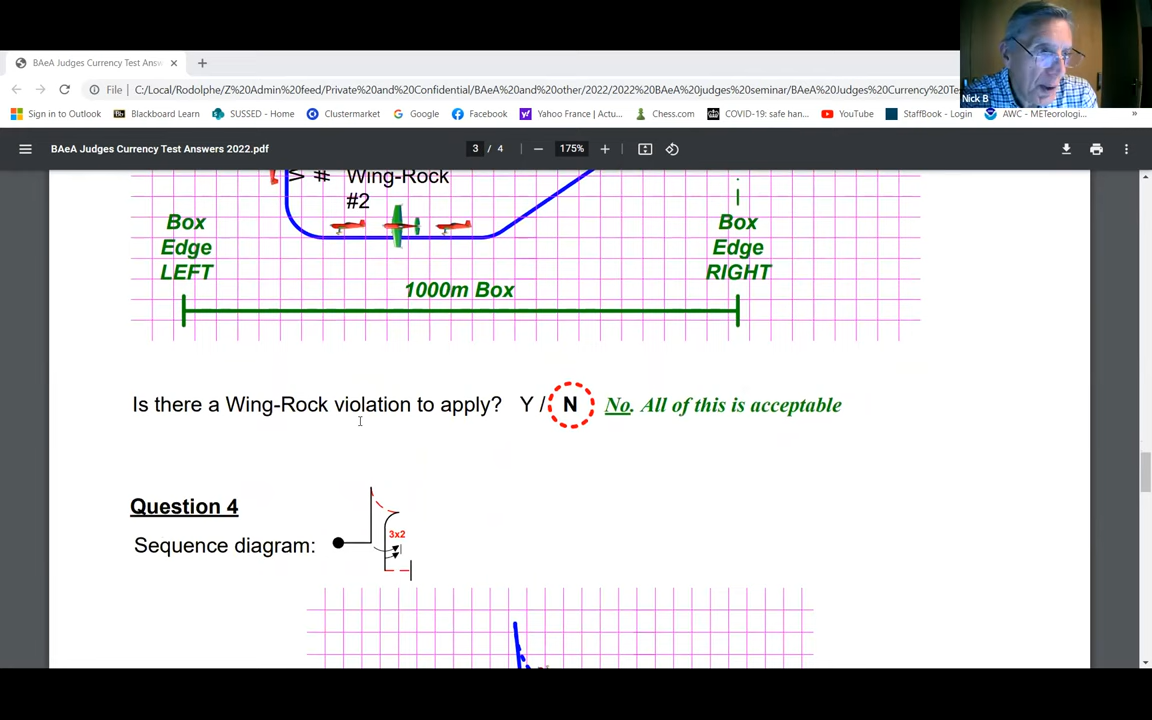 BAeA Judges Currency Test Answ
Nick B
File
C:/Local/Rodolphe/Z%20Admin%20feed/Private%20and%20Confidential/BAeA%20and%20other/2022/2022%20BAeA%20judges%20seminar/BAeA%20Judges%20Currency%20Te
Sign in to Outlook
Blackboard Learn
SUSSED - Home
Clustermarket
Google
Facebook
Yahoo France | Actu...
Chess.com
COVID-19: safe han...
YouTube
StaffBook - Login
AWC - METeorologi...
BAeA Judges Currency Test Answers 2022.pdf
3 / 4
175%
> # Wing-Rock
#2
Box
Edge
LEFT
Box
Edge
RIGHT
1000m Box
Is there a Wing-Rock violation to apply? Y / N No. All of this is acceptable
Question 4
3x2
Sequence diagram: